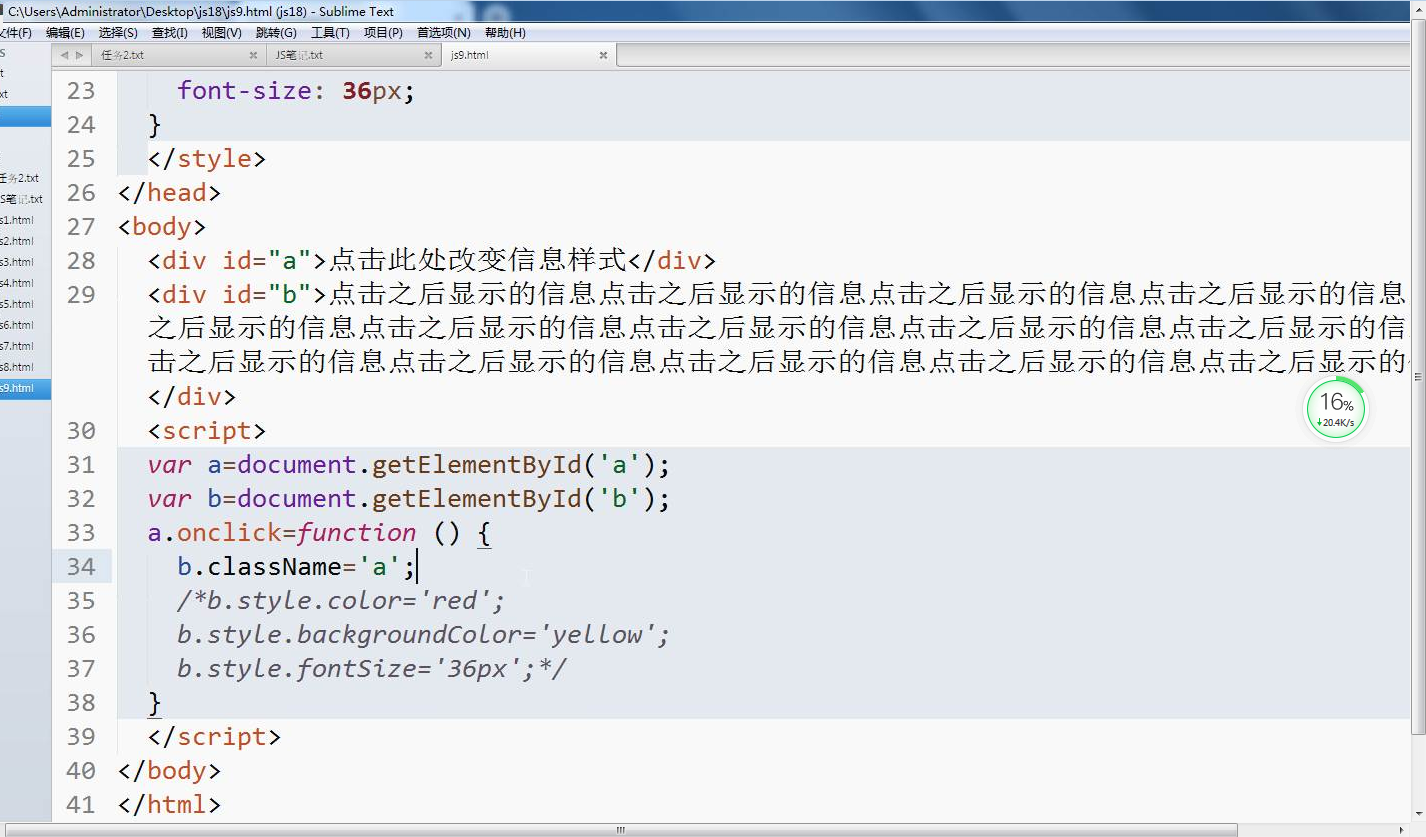 C:\Users\Administrator\Desktop\js18\js9.html (js18) - Sublime Text
文件(F) 编辑(E) 选择(S) 查找(I) 视图(V) 跳转(G) 工具(T) 项目(P) 首选项(N) 帮助(H)
任务2.txt JS笔记.txt js9.html
任务2.txt
JS笔记.txt
s1.html
s2.html
s3.html
s4.html
s5.html
s6.html
s7.html
s8.html
s9.html
23 font-size: 36px;
24 }
25 </style>
26 </head>
27 <body>
28 <div id="a">点击此处改变信息样式</div>
29 <div id="b">点击之后显示的信息点击之后显示的信息点击之后显示的信息点击之后显示的信息
之后显示的信息点击之后显示的信息点击之后显示的信息点击之后显示的信息点击之后显示的信
击之后显示的信息点击之后显示的信息点击之后显示的信息点击之后显示的信息点击之后显示的
</div>
30 <script>
31 var a=document.getElementById('a');
32 var b=document.getElementById('b');
33 a.onclick=function () {
34 b.className='a';
35 /*b.style.color='red';
36 b.style.backgroundColor='yellow';
37 b.style.fontSize='36px';*/
38 }
39 </script>
40 </body>
41 </html>
16%
20.4K/s